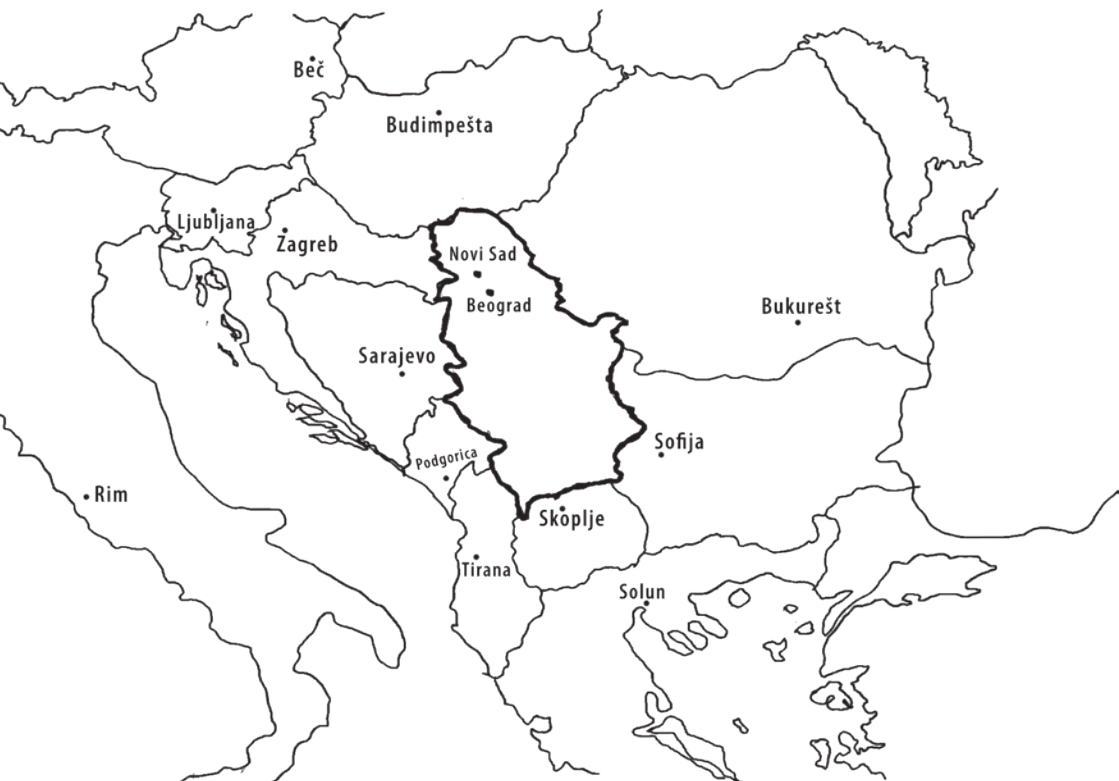 Beč
Budimpešta
Ljubljana
Zagreb
Novi Sad
Beograd
Bukurešt
Sarajevo
Sofija
Podgorica
Rim
Skoplje
Tirana
Solun